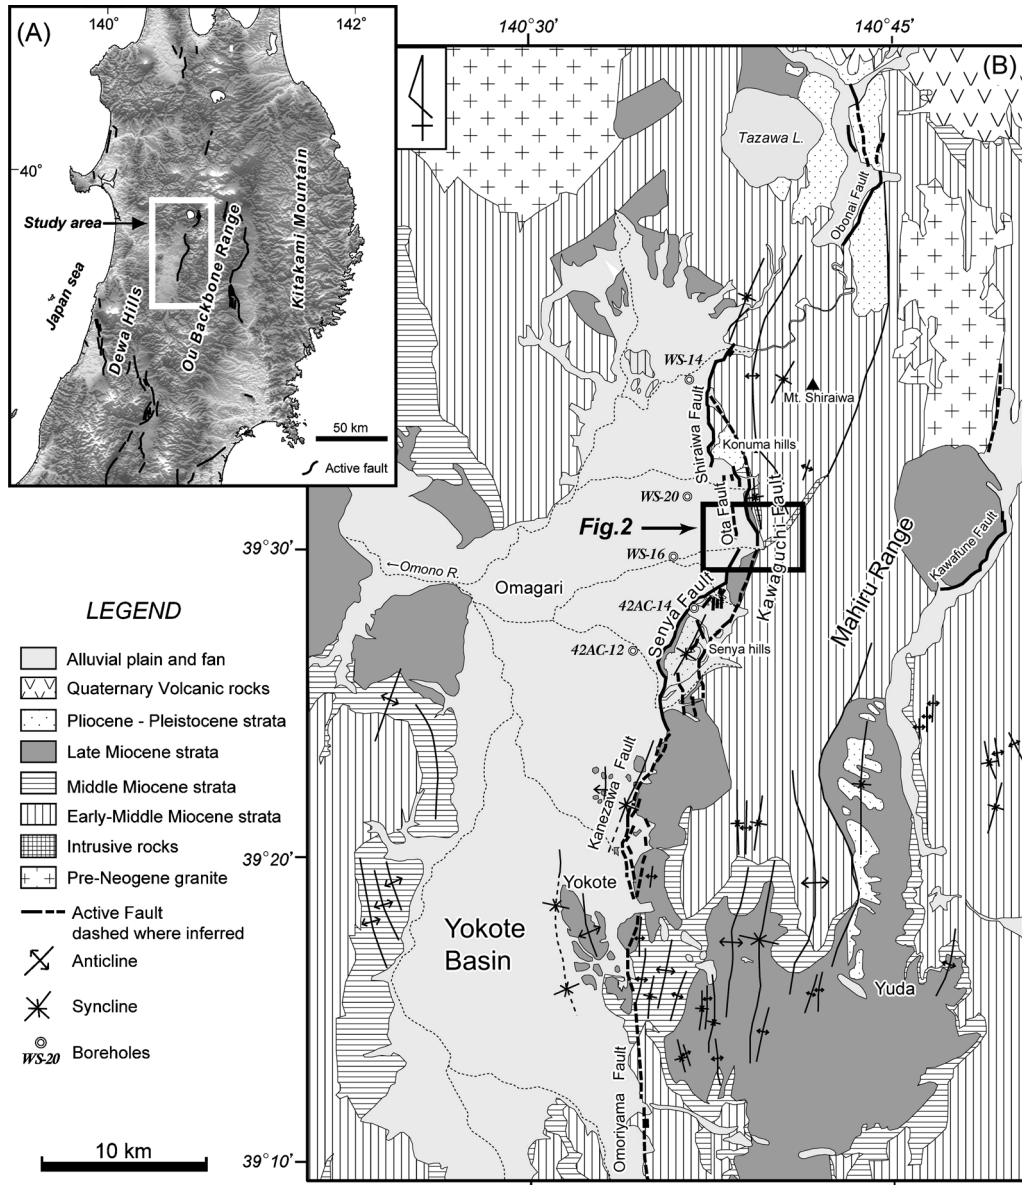 (A)
140°
142°
40°
Study area
Japan sea
Dewa Hills
Ou Backbone Range
Kitakami Mountain
50 km
Active fault
140°30′
140°45′
(B)
Tazawa L.
Obonai Fault
WS-14
Mt. Shiraiwa
Shiraiwa Fault
Konuma hills
WS-20
Ota Fault
Kawaguchi-Fault
Fig.2
WS-16
39°30′
Omono R.
Omagari
Mahiru Range
Kawafune Fault
42AC-14
Senya Fault
42AC-12
Senya hills
Kanezawa Fault
39°20′
Yokote
Yokote
Basin
Yuda
Omoriyama Fault
39°10′
LEGEND
Alluvial plain and fan
Quaternary Volcanic rocks
Pliocene - Pleistocene strata
Late Miocene strata
Middle Miocene strata
Early-Middle Miocene strata
Intrusive rocks
Pre-Neogene granite
Active Fault
dashed where inferred
Anticline
Syncline
WS-20
Boreholes
10 km